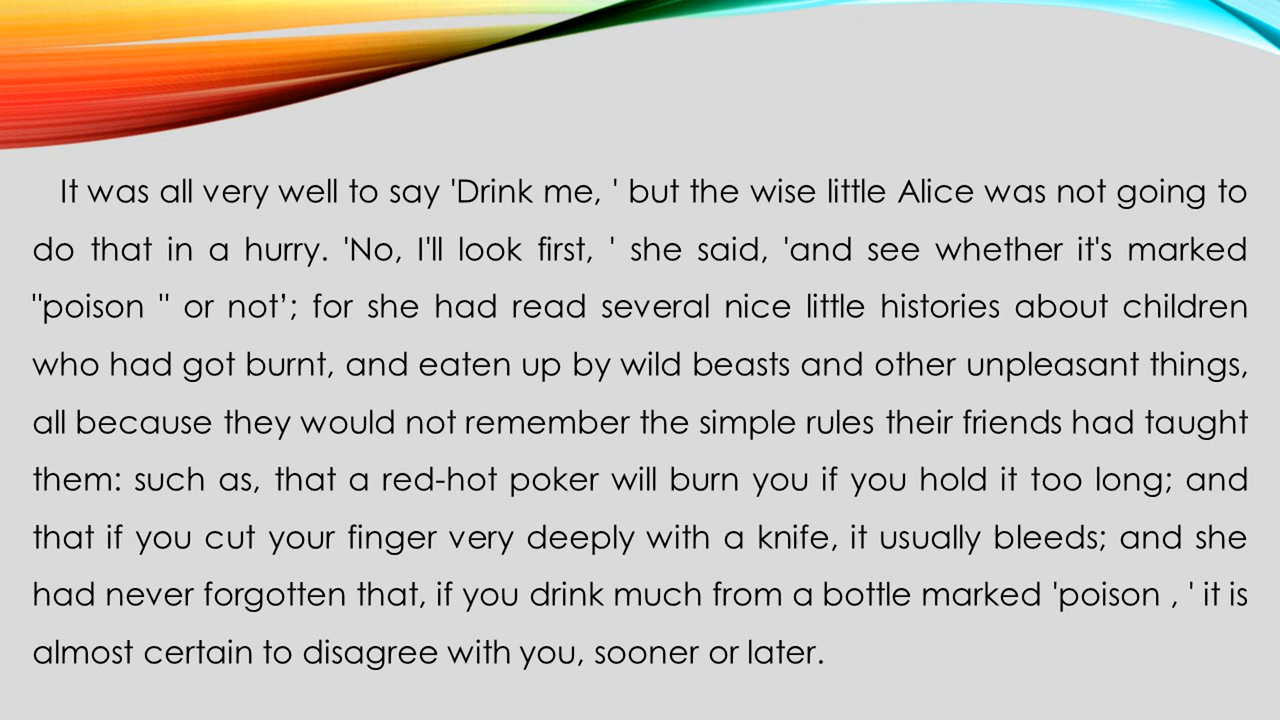 It was all very well to say 'Drink me, ' but the wise little Alice was not going to
do that in a hurry. 'No, I'll look first, ' she said, 'and see whether it's marked
"poison " or not’; for she had read several nice little histories about children
who had got burnt, and eaten up by wild beasts and other unpleasant things,
all because they would not remember the simple rules their friends had taught
them: such as, that a red-hot poker will burn you if you hold it too long; and
that if you cut your finger very deeply with a knife, it usually bleeds; and she
had never forgotten that, if you drink much from a bottle marked 'poison , ' it is
almost certain to disagree with you, sooner or later.